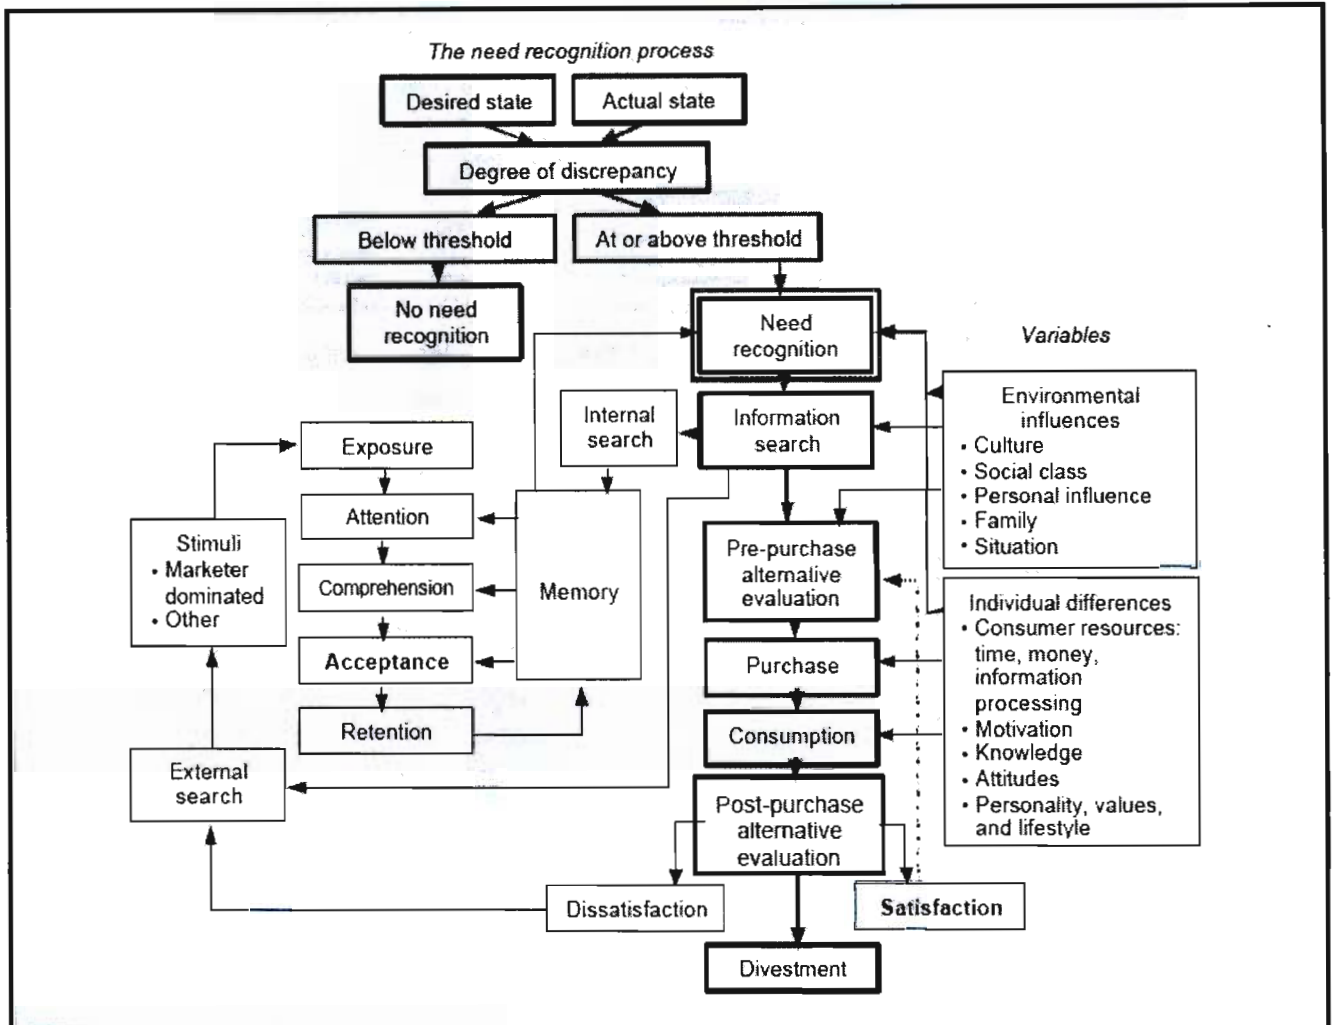 The need recognition process
Desired state
Actual state
Degree of discrepancy
Below threshold
At or above threshold
No need
recognition
Need
recognition
Variables
Environmental
influences
• Culture
• Social class
• Personal influence
• Family
• Situation
Internal
search
Information
search
Exposure
Attention
Comprehension
Acceptance
Retention
Memory
Stimuli
• Marketer
dominated
• Other
Pre-purchase
alternative
evaluation
Individual differences
• Consumer resources:
time, money,
information
processing
• Motivation
• Knowledge
• Attitudes
• Personality, values,
and lifestyle
Purchase
Consumption
External
search
Post-purchase
alternative
evaluation
Dissatisfaction
Satisfaction
Divestment